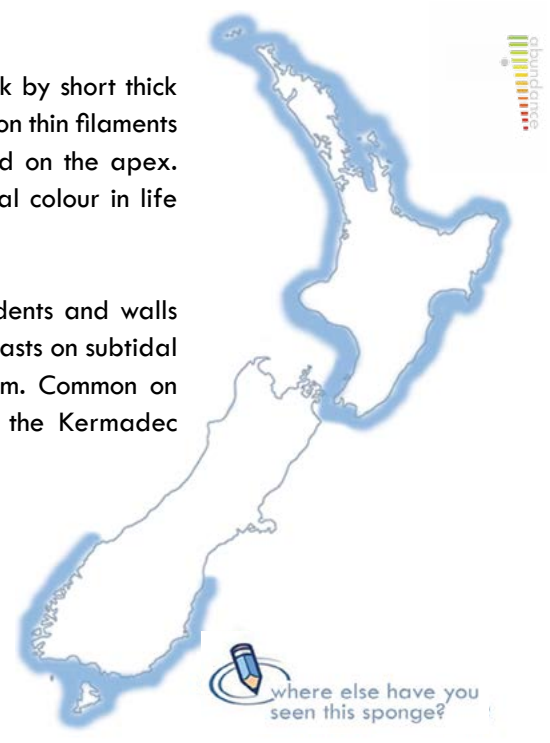 k by short thick
on thin filaments
d on the apex.
al colour in life
dents and walls
asts on subtidal
m. Common on
the Kermadec
abundance
where else have you
seen this sponge?